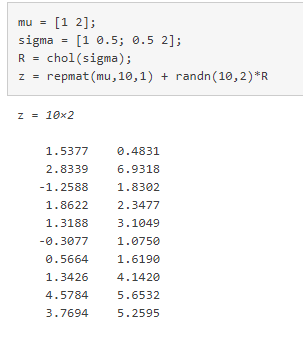 mu = [1 2];
sigma = [1 0.5; 0.5 2];
R = chol(sigma);
z = repmat(mu,10,1) + randn(10,2)*R
z = 10×2
1.5377 0.4831
2.8339 6.9318
-1.2588 1.8302
1.8622 2.3477
1.3188 3.1049
-0.3077 1.0750
0.5664 1.6190
1.3426 4.1420
4.5784 5.6532
3.7694 5.2595